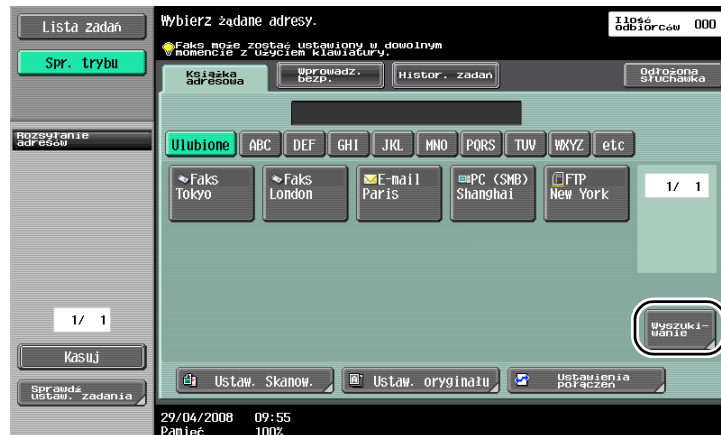 Lista zadań
Wybierz żądane adresy.
Ilość
odbiorców 000
Faks może zostać ustawiony w dowolnym
momencie z użyciem klawiatury.
Spr. trybu
Książka
adresowa
Wprowadz.
bezp.
Histor. zadań
Odłożona
słuchawka
Rozsyłanie
adresów
Ulubione ABC DEF GHI JKL MNO PQRS TUV WXYZ etc
Faks
Tokyo
Faks
London
E-mail
Paris
PC (SMB)
Shanghai
FTP
New York
1/ 1
1/ 1
Wyszuki-
wanie
Kasuj
Sprawdź
ustaw. zadania
Ustaw. Skanow.
Ustaw. oryginału
Ustawienia
połączeń
29/04/2008 09:55
Pamięć 100%